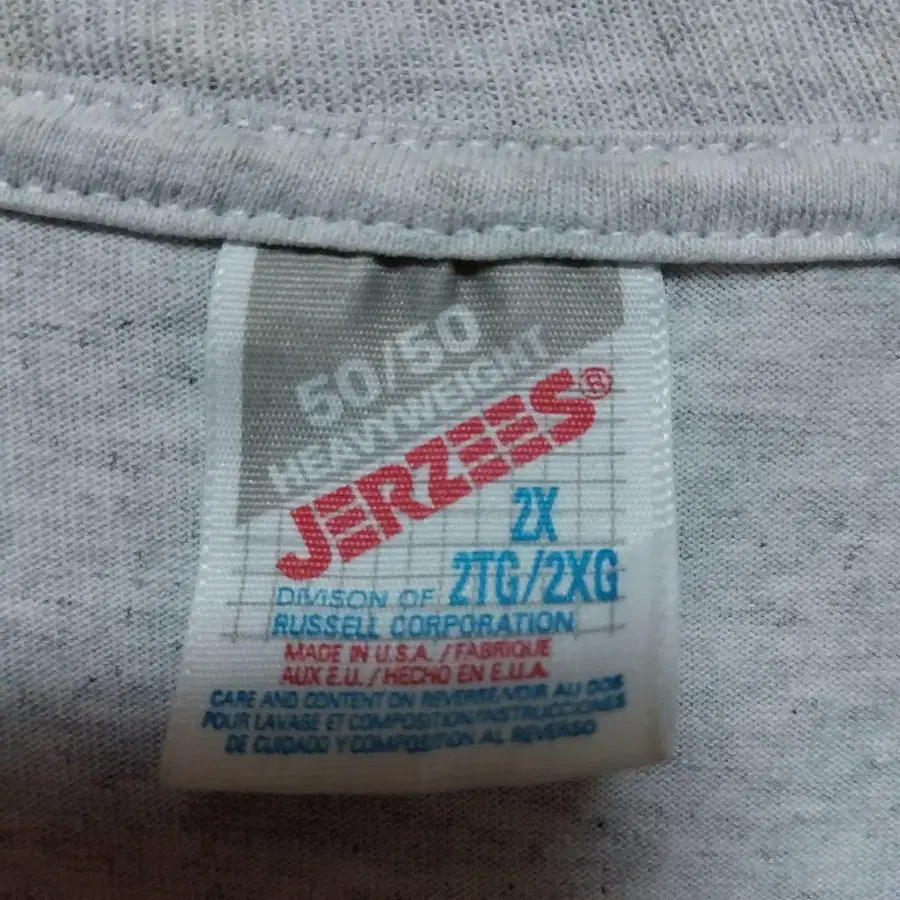 50/50
HEAVYWEIGHT
JERZEES®
2X
2TG/2XG
DIVISON OF
RUSSELL CORPORATION
MADE IN U.S.A. / FABRIQUE
AUX E.U. / HECHO EN E.U.A.
CARE AND CONTENT ON REVERSE/VOIR AU DOS
POUR LAVAGE ET COMPOSITION/INSTRUCCIONES
DE CUIDADO Y COMPOSITION AL REVERSO